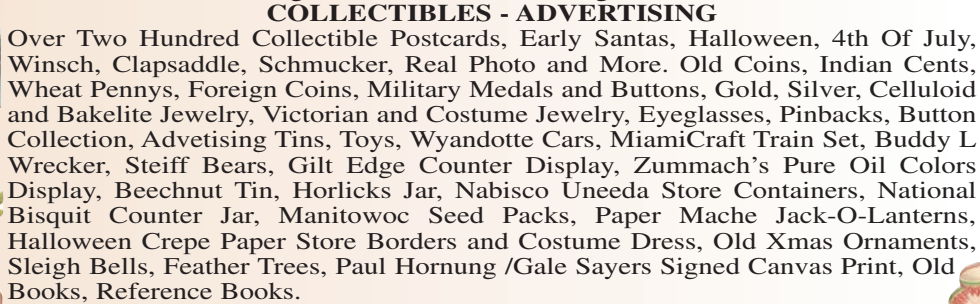 COLLECTIBLES - ADVERTISING
Over Two Hundred Collectible Postcards, Early Santas, Halloween, 4th Of July,
Winsch, Clapsaddle, Schmucker, Real Photo and More. Old Coins, Indian Cents,
Wheat Pennys, Foreign Coins, Military Medals and Buttons, Gold, Silver, Celluloid
and Bakelite Jewelry, Victorian and Costume Jewelry, Eyeglasses, Pinbacks, Button
Collection, Advetising Tins, Toys, Wyandotte Cars, MiamiCraft Train Set, Buddy L
Wrecker, Steiff Bears, Gilt Edge Counter Display, Zummach's Pure Oil Colors
Display, Beechnut Tin, Horlicks Jar, Nabisco Uneeda Store Containers, National
Bisquit Counter Jar, Manitowoc Seed Packs, Paper Mache Jack-O-Lanterns,
Halloween Crepe Paper Store Borders and Costume Dress, Old Xmas Ornaments,
Sleigh Bells, Feather Trees, Paul Hornung /Gale Sayers Signed Canvas Print, Old
Books, Reference Books.